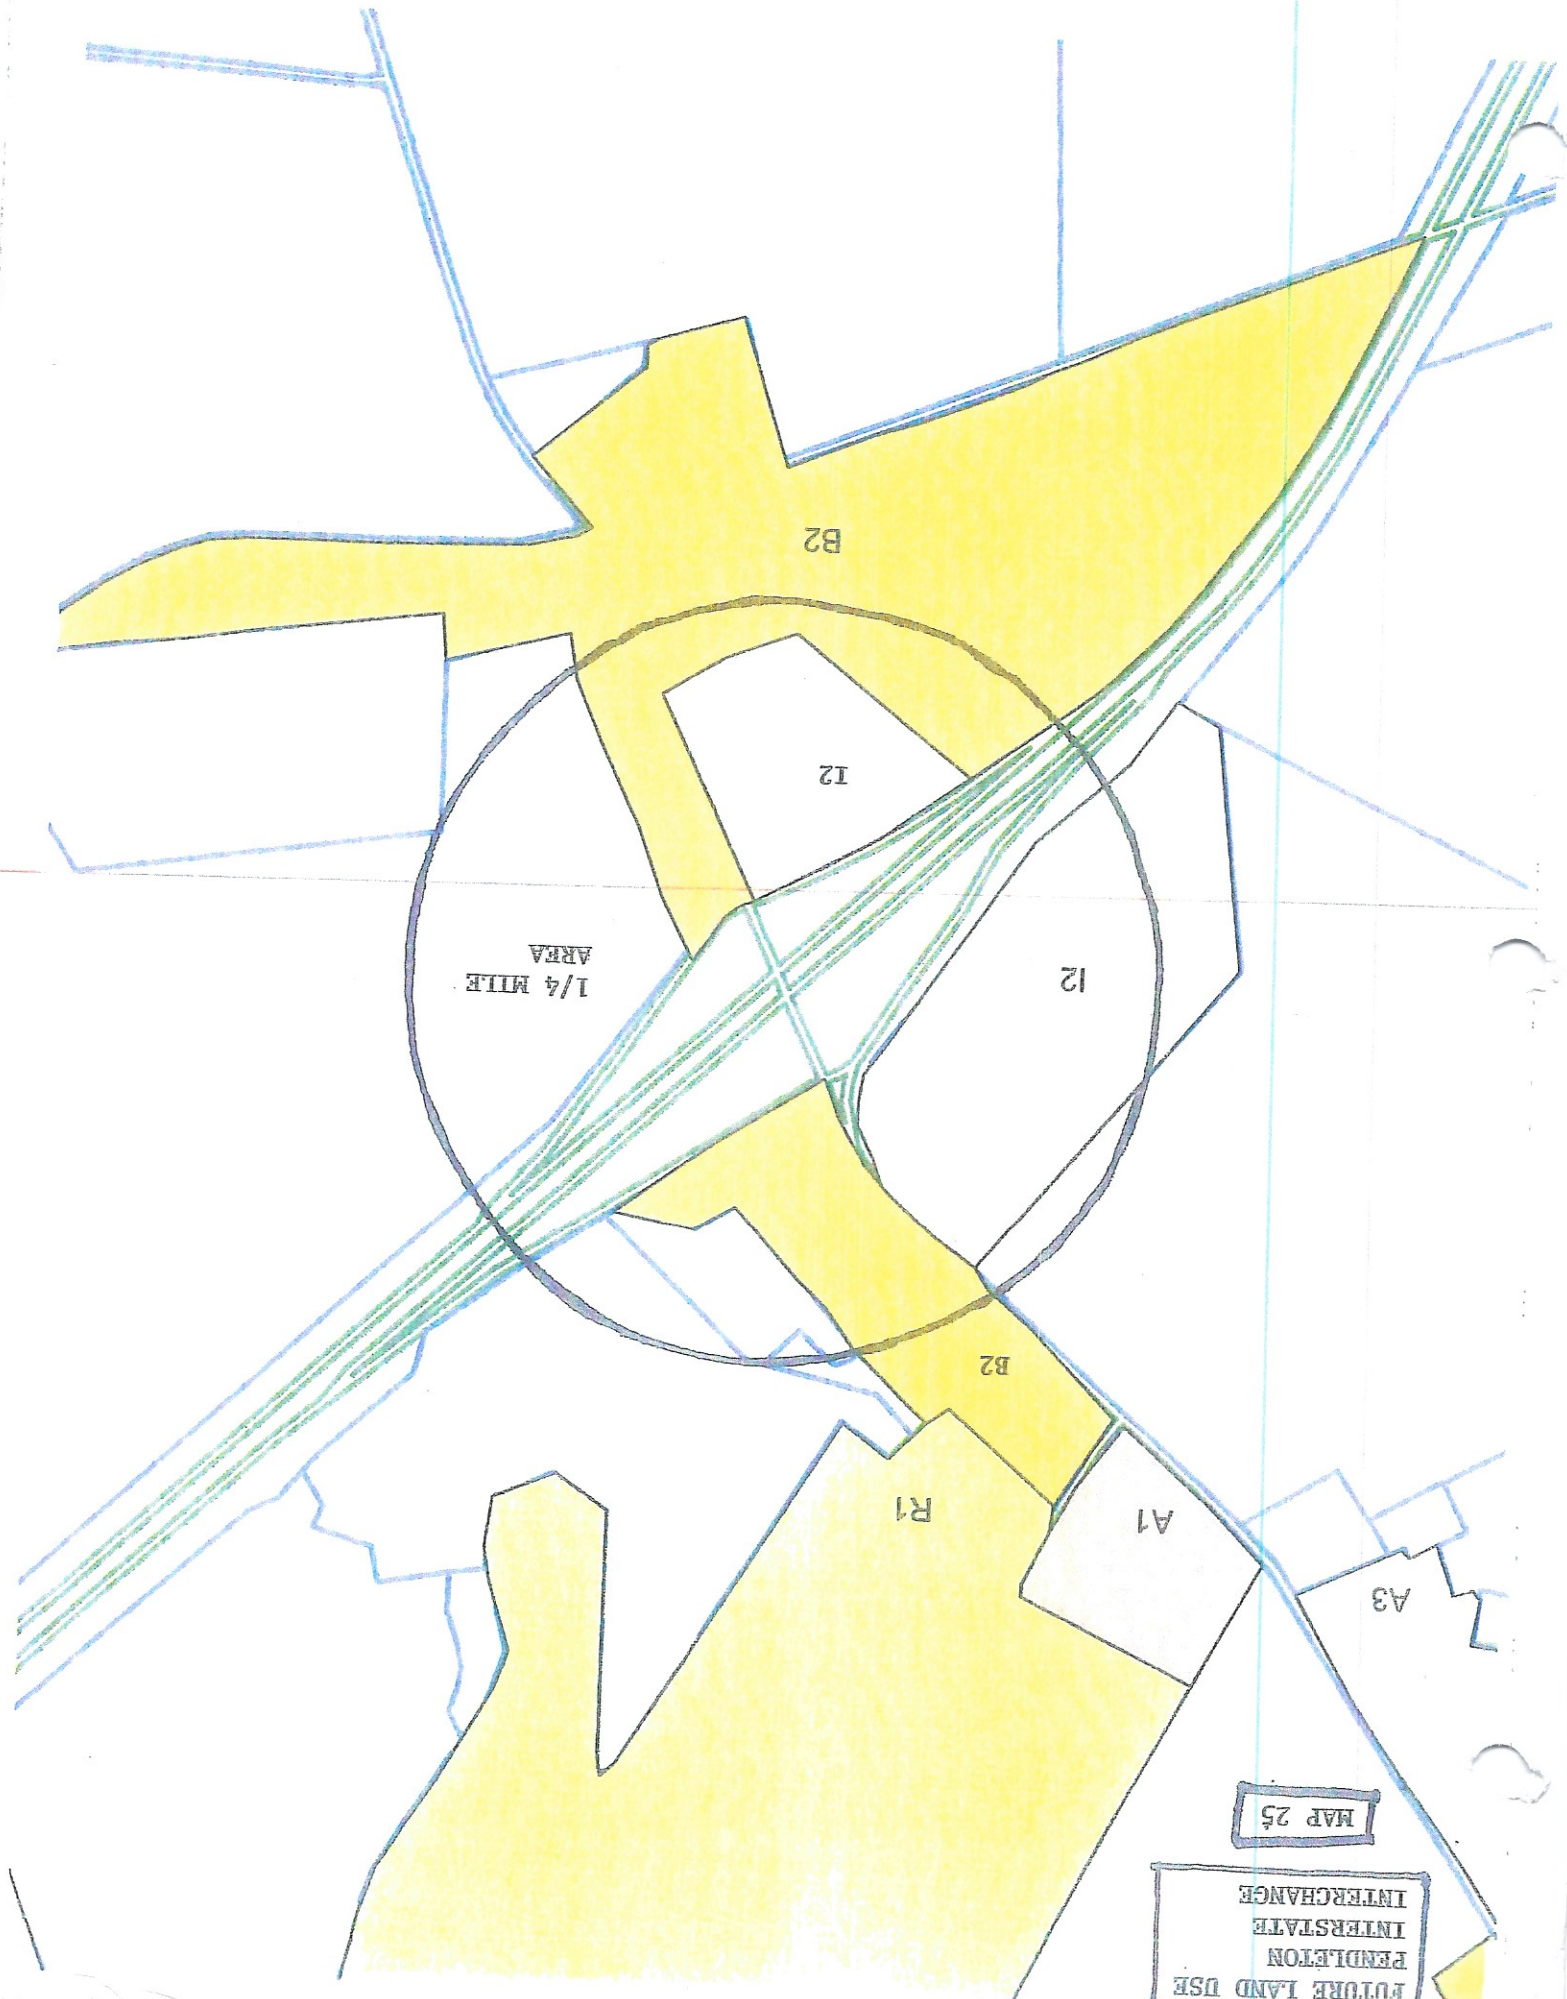 FUTURE LAND USE
PENDLETON
INTERSTATE
INTERCHANGE
MAP 25
A3
A1
R1
B2
1/4 MILE
AREA
I2
I2
B2